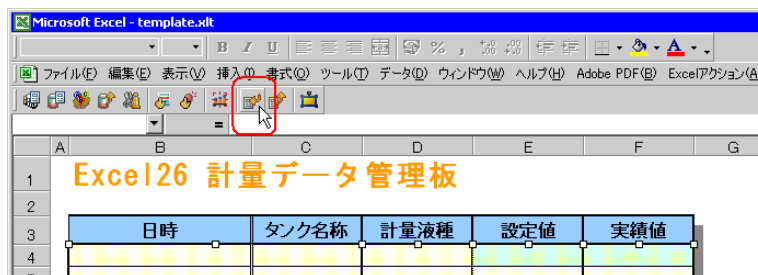 Microsoft Excel - template.xlt
B I U % ,
ファイル(F) 編集(E) 表示(V) 挿入(I) 書式(O) ツール(T) データ(D) ウィンドウ(W) ヘルプ(H) Adobe PDF(B) Excelアクション(A
=
A B C D E F G
1 Excel26 計量データ管理板
2
3 日時 タンク名称 計量液種 設定値 実績値
4